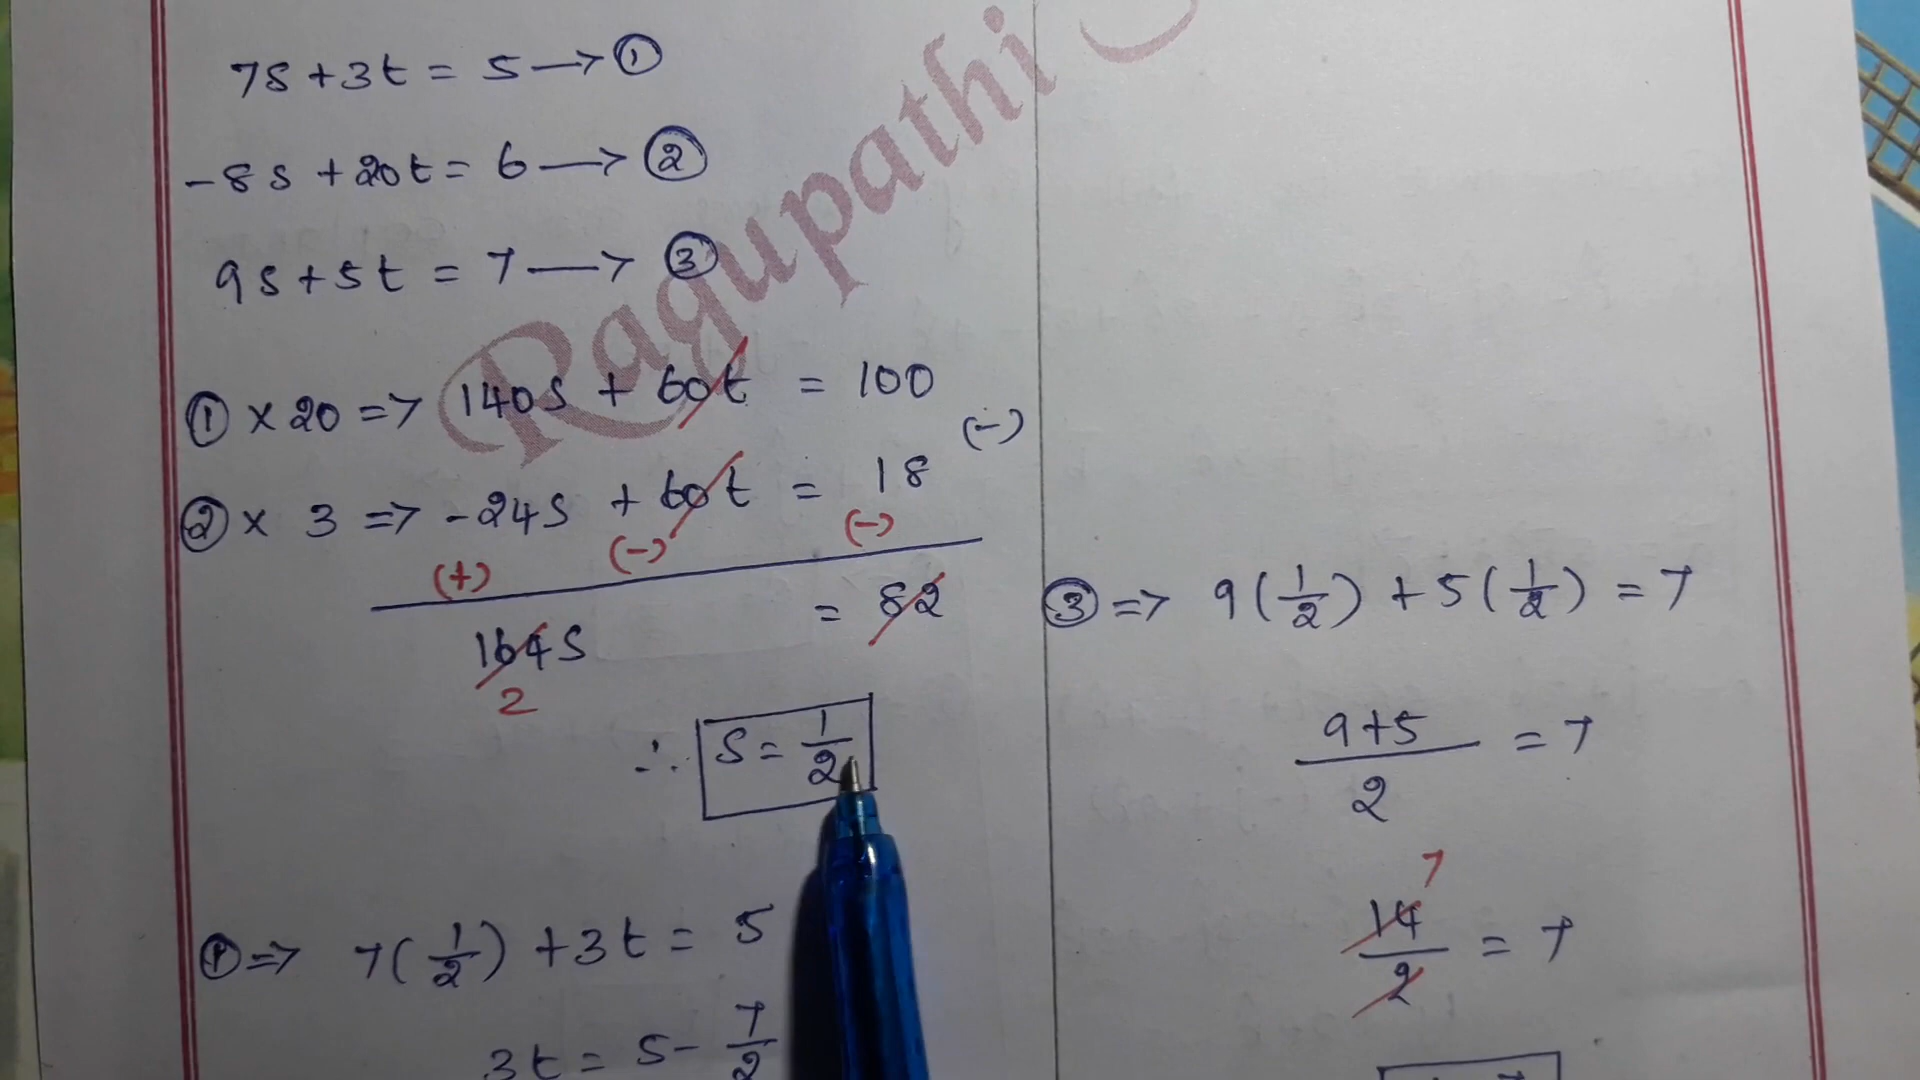 7s + 3t = 5 —> ①
-8s + 20t = 6 —> ②
9s + 5t = 7 —> ③
① × 20 => 140s + 60t = 100
(-)
② × 3 => -24s + 60t = 18
(+) (-) (-)
164s = 82
2
∴ s = 1/2
① => 7(1/2) + 3t = 5
3t = 5 - 7/2
③ => 9(1/2) + 5(1/2) = 7
9+5/2 = 7
7
14/2 = 7
Ragupathi